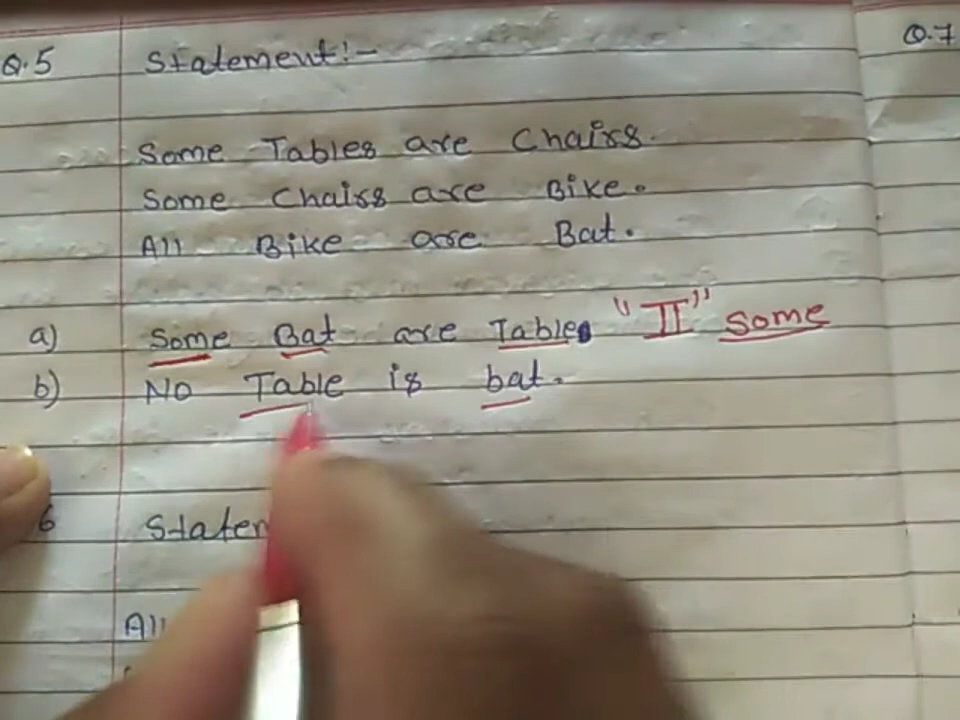 Q.5 Statement:-
Q.7
Some Tables are Chairs.
Some Chairs are Bike.
All Bike are Bat.
a) Some Bat are Tables "II" Some
b) No Table is bat.
6 Statem
All